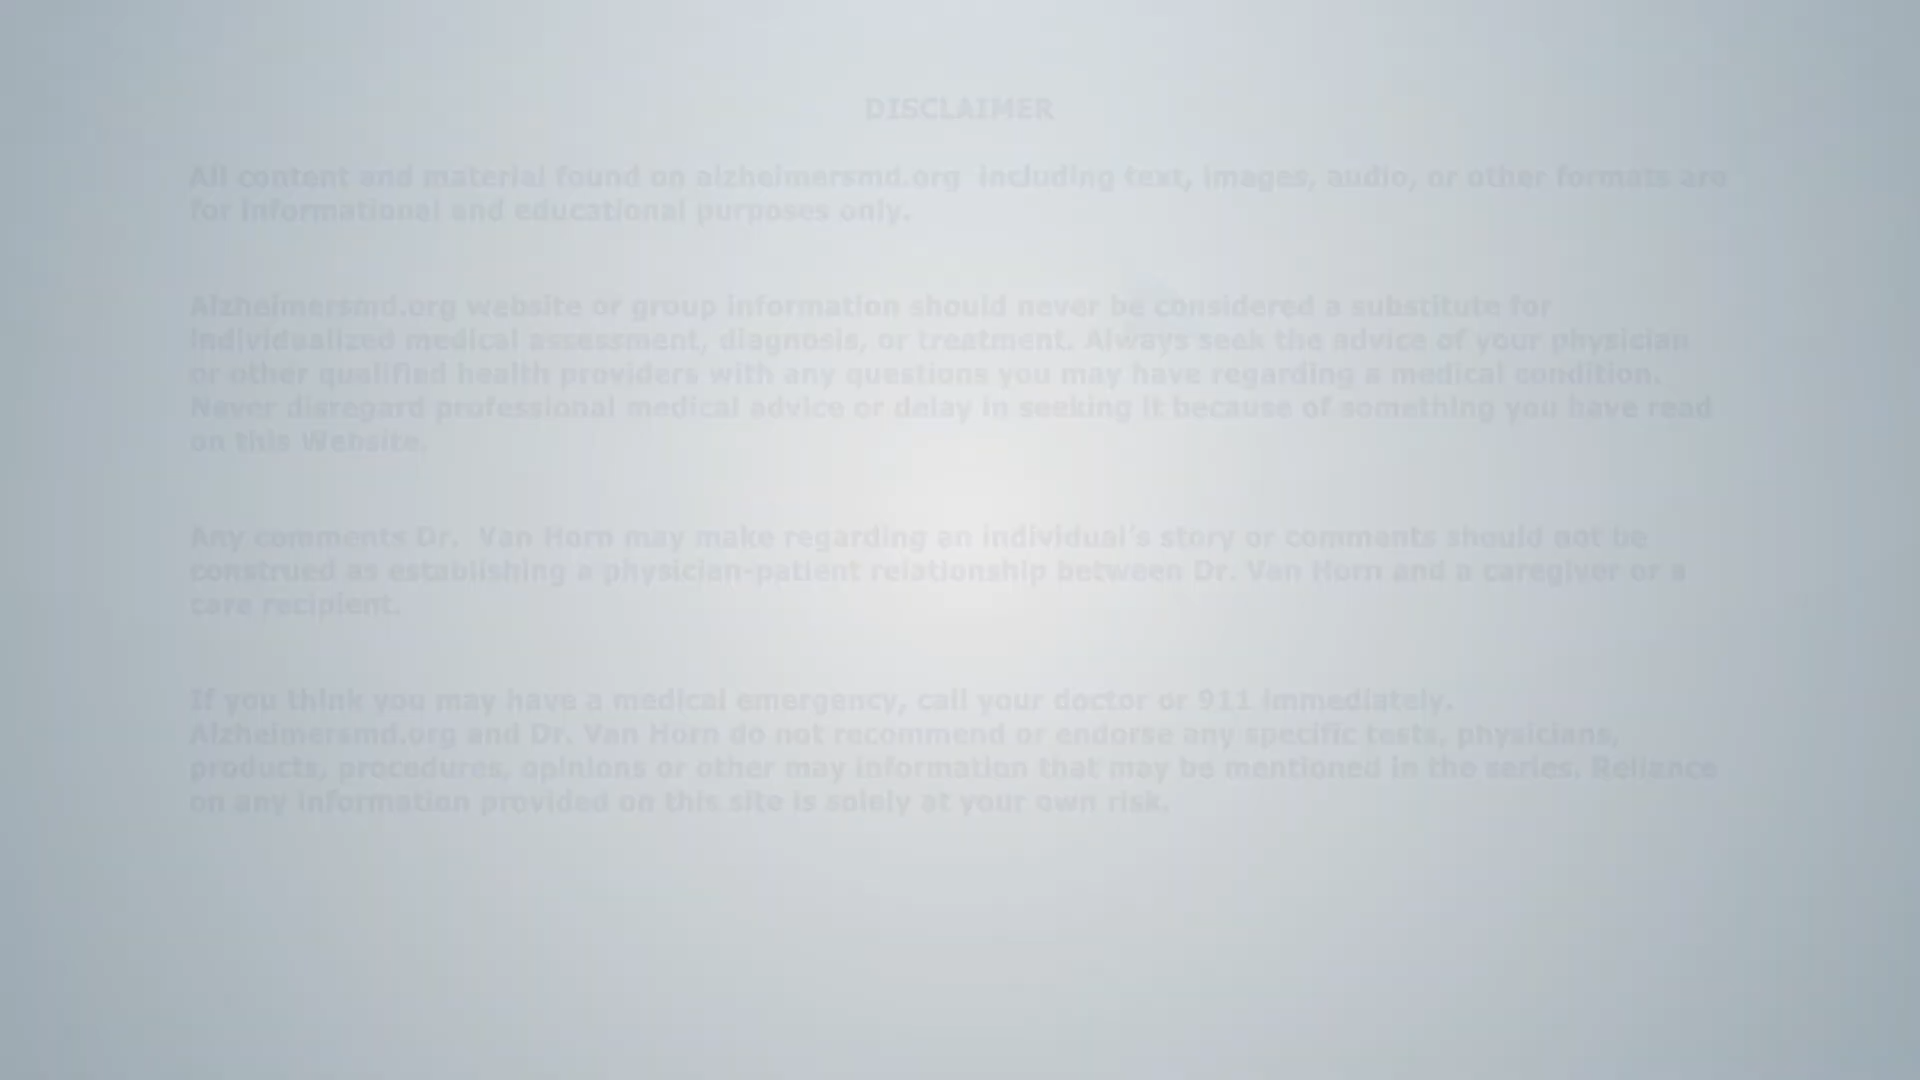 DISCLAIMER
All content and material found on alzheimersmd.org including text, images, audio, or other formats are
for informational and educational purposes only.
Alzheimersmd.org website or group information should never be considered a substitute for
individualized medical assessment, diagnosis, or treatment. Always seek the advice of your physician
or other qualified health providers with any questions you may have regarding a medical condition.
Never disregard professional medical advice or delay in seeking it because of something you have read
on this Website.
Any comments Dr. Van Horn may make regarding an individual's story or comments should not be
construed as establishing a physician-patient relationship between Dr. Van Horn and a caregiver or a
care recipient.
If you think you may have a medical emergency, call your doctor or 911 immediately.
Alzheimersmd.org and Dr. Van Horn do not recommend or endorse any specific tests, physicians,
products, procedures, opinions or other may information that may be mentioned in the series. Reliance
on any information provided on this site is solely at your own risk.